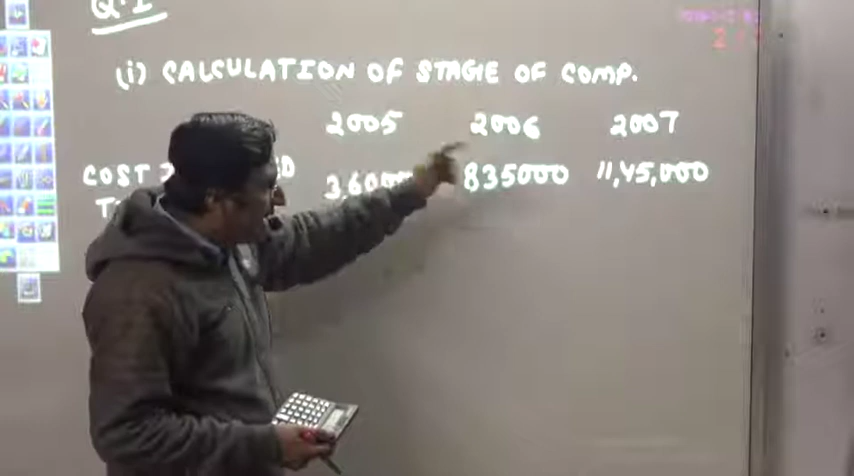 Q.1
(i) CALCULATION OF STAGE OF COMP.
2005 2006 2007
COST 835000 11,45,000